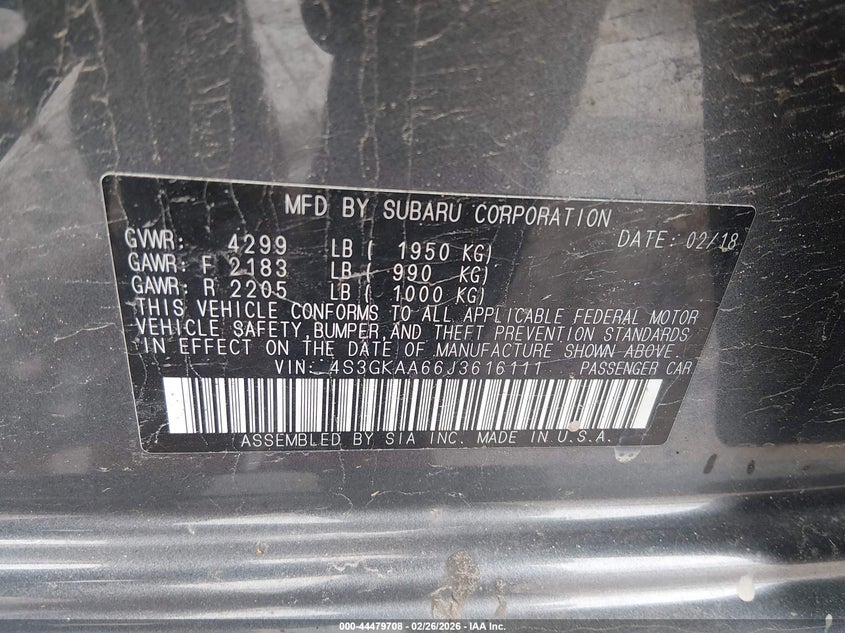 MFD BY SUBARU CORPORATION
GVWR: 4299 LB ( 1950 KG) DATE: 02/18
GAWR: F 2183 LB ( 990 KG)
GAWR: R 2205 LB ( 1000 KG)
THIS VEHICLE CONFORMS TO ALL APPLICABLE FEDERAL MOTOR
VEHICLE SAFETY, BUMPER, AND THEFT PREVENTION STANDARDS
IN EFFECT ON THE DATE OF MANUFACTURE SHOWN ABOVE.
VIN: 4S3GKAA66J3616111 PASSENGER CAR
ASSEMBLED BY SIA INC. MADE IN U.S.A.
000-44479708 - 02/26/2026 - IAA Inc.